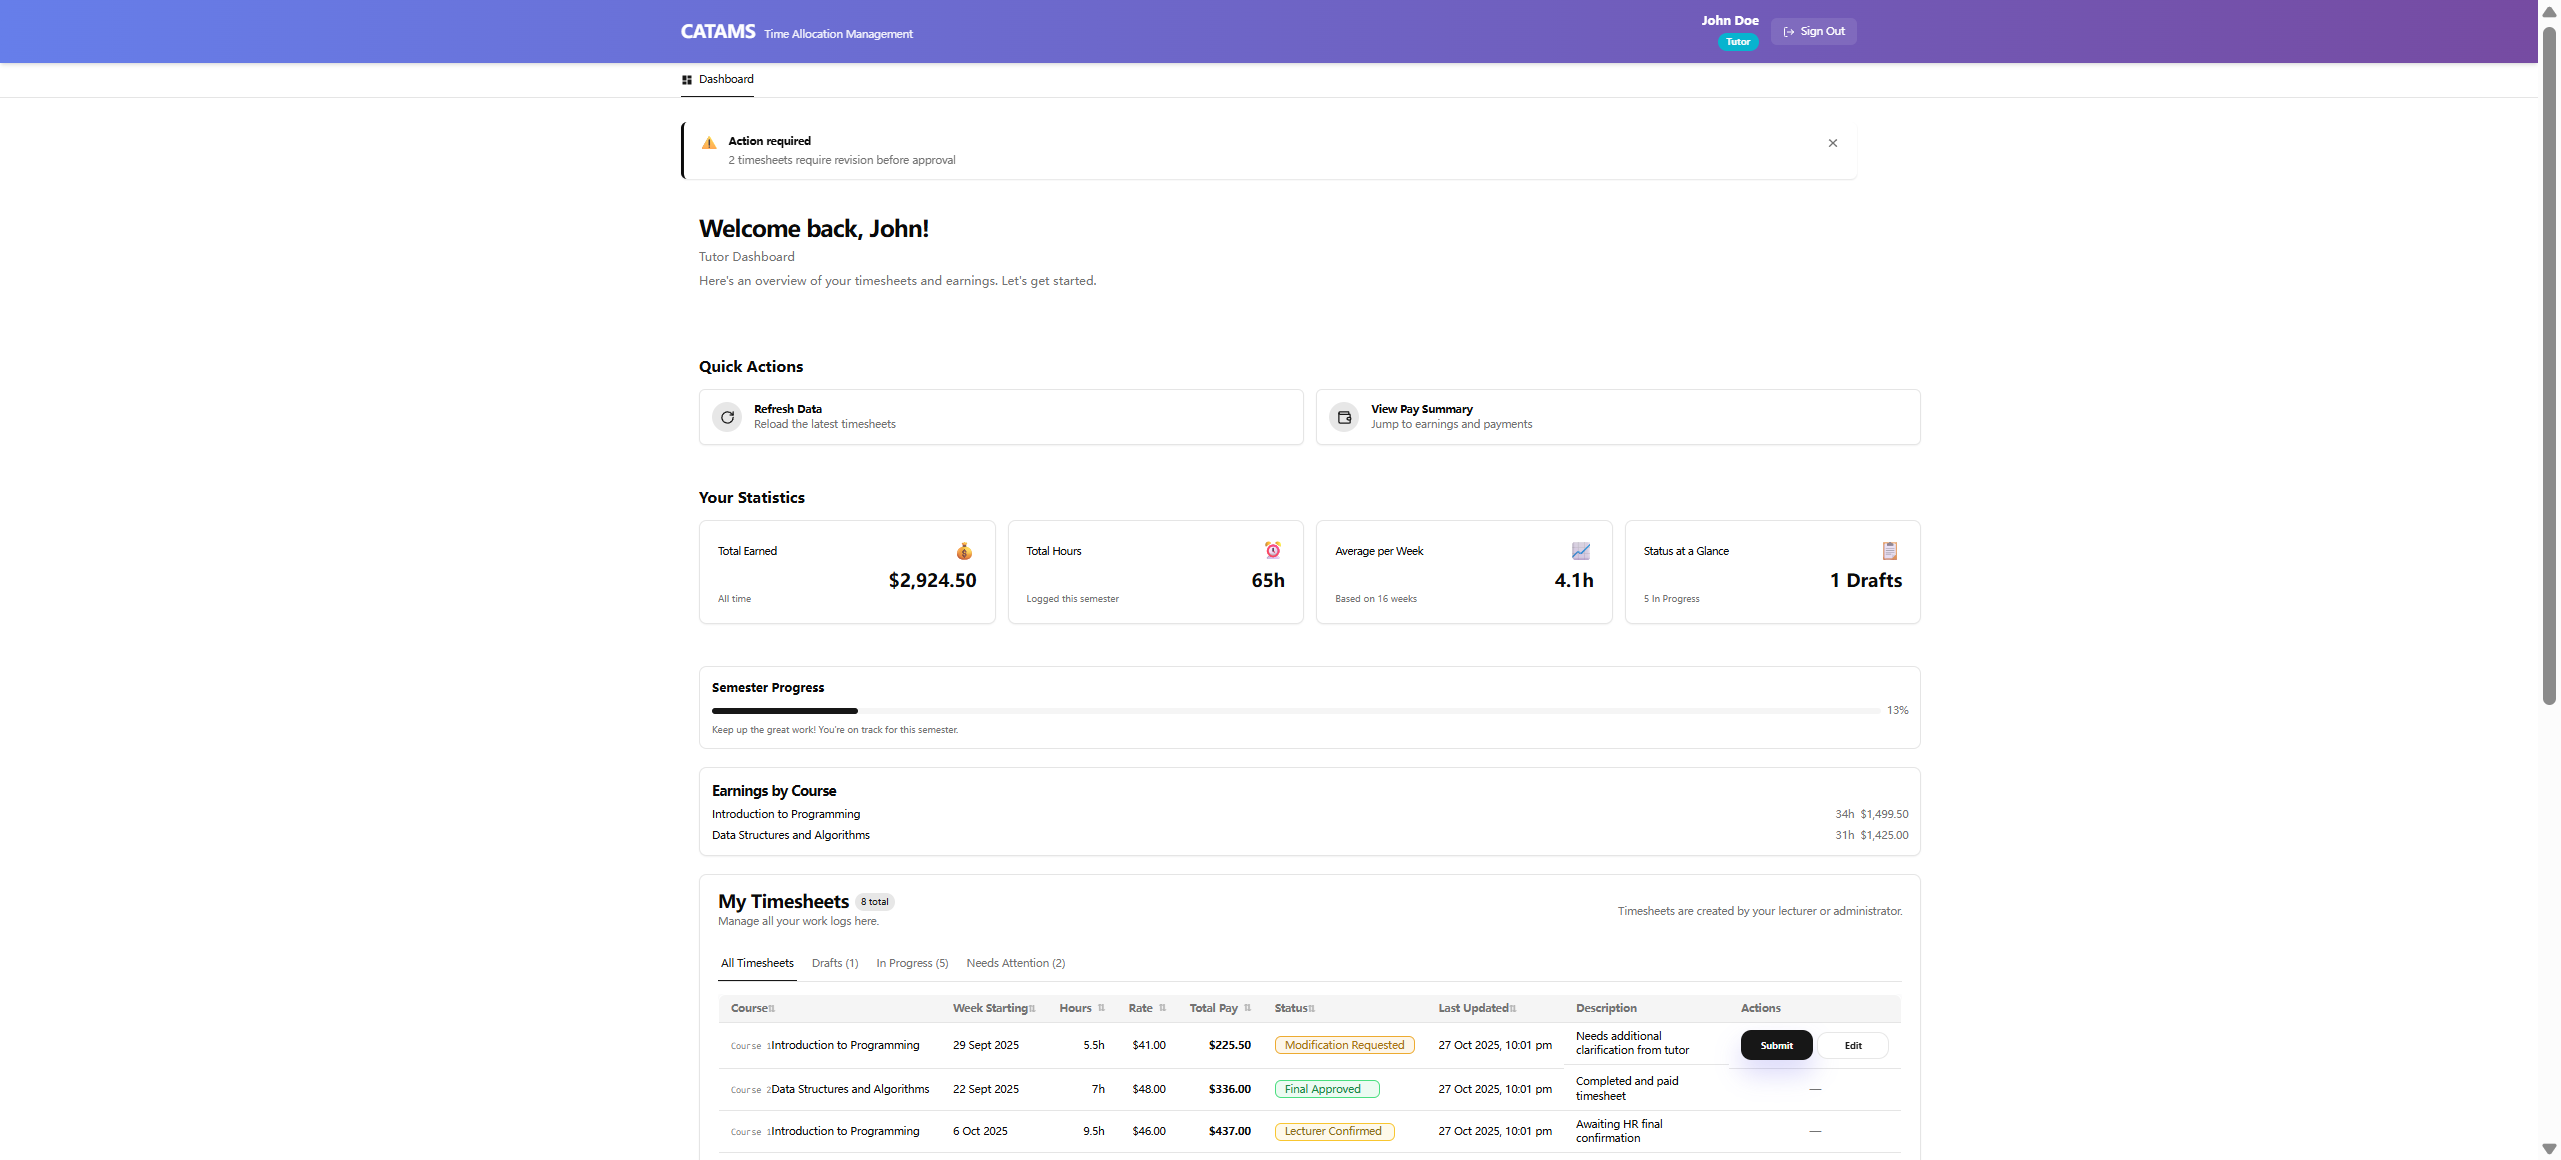 CATAMS Time Allocation Management
John Doe
Tutor
Sign Out
Dashboard
Action required
2 timesheets require revision before approval
Welcome back, John!
Tutor Dashboard
Here's an overview of your timesheets and earnings. Let's get started.
Quick Actions
Refresh Data
Reload the latest timesheets
View Pay Summary
Jump to earnings and payments
Your Statistics
Total Earned
$2,924.50
All time
Total Hours
65h
Logged this semester
Average per Week
4.1h
Based on 16 weeks
Status at a Glance
1 Drafts
5 In Progress
Semester Progress
13%
Keep up the great work! You're on track for this semester.
Earnings by Course
Introduction to Programming 34h $1,499.50
Data Structures and Algorithms 31h $1,425.00
My Timesheets 8 total
Manage all your work logs here.
Timesheets are created by your lecturer or administrator.
All Timesheets Drafts (1) In Progress (5) Needs Attention (2)
Course Week Starting Hours Rate Total Pay Status Last Updated Description Actions
Course 1 Introduction to Programming 29 Sept 2025 5.5h $41.00 $225.50 Modification Requested 27 Oct 2025, 10:01 pm Needs additional clarification from tutor Submit Edit
Course 2 Data Structures and Algorithms 22 Sept 2025 7h $48.00 $336.00 Final Approved 27 Oct 2025, 10:01 pm Completed and paid timesheet —
Course 1 Introduction to Programming 6 Oct 2025 9.5h $46.00 $437.00 Lecturer Confirmed 27 Oct 2025, 10:01 pm Awaiting HR final confirmation —